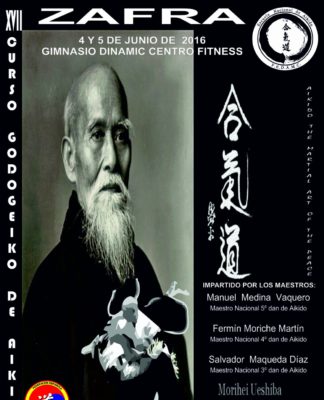 XVII CURSO GODOGEIKO DE AIKI
ZAFRA
4 Y 5 DE JUNIO DE 2016
GIMNASIO DINAMIC CENTRO FITNESS
合氣道
合氣道
AIKIDO THE MARTIAL ART OF THE PEACE
IMPARTIDO POR LOS MAESTROS:
Manuel Medina Vaquero
Maestro Nacional 5º dan de Aikido
Fermín Moriche Martín
Maestro Nacional 4º dan de Aikido
Salvador Maqueda Díaz
Maestro Nacional 3º dan de Aikido
Morihei Ueshiba